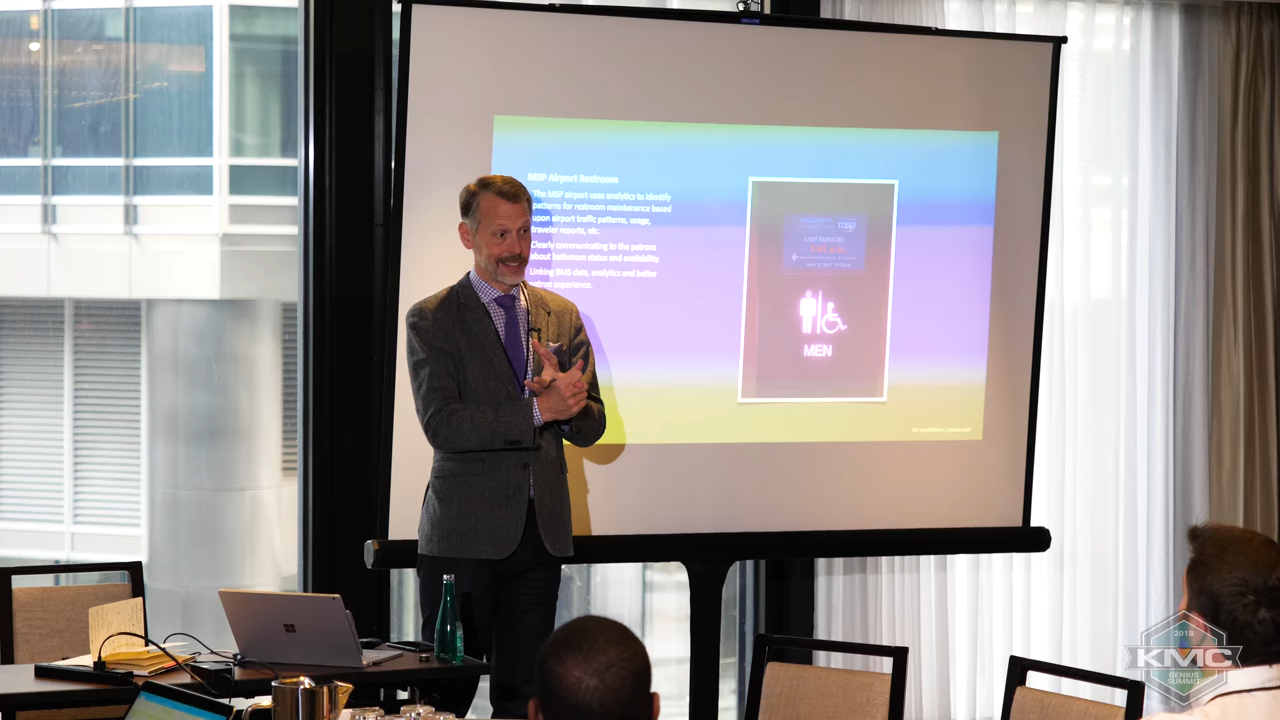 MSP Airport Restroom
The MSP airport uses analytics to identify
patterns for restroom maintenance based
upon airport traffic patterns, usage,
traveler reports, etc.
Clearly communicating to the patrons
about bathroom status and availability.
Linking BMS data, analytics and better
patron experience.
msp
LAST SERVICED
MEN
2018
KMC
GENIUS
SUMMIT